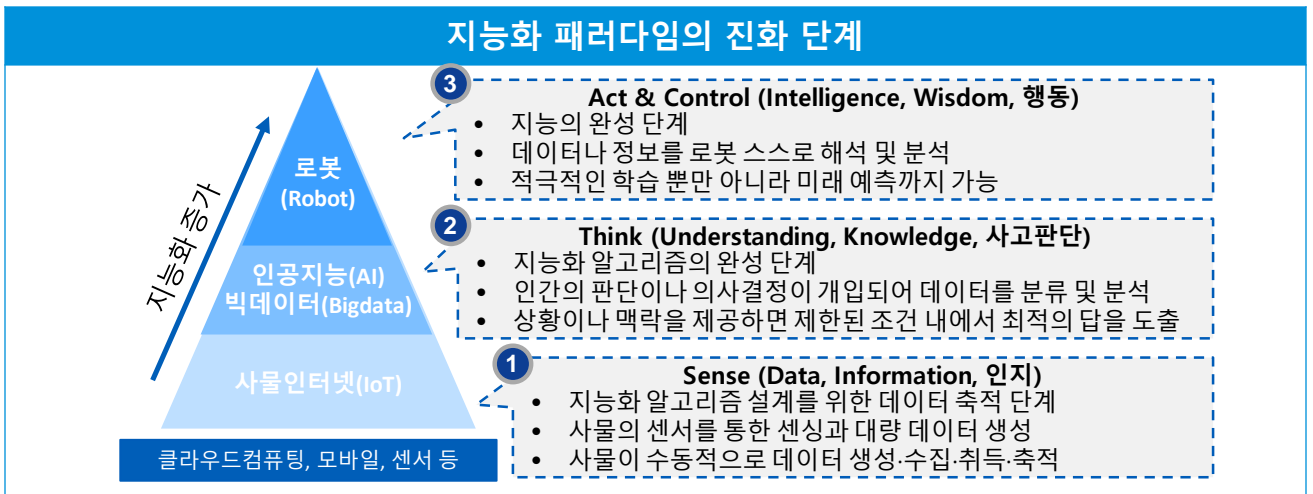 지능화 패러다임의 진화 단계
지능화 증가
로봇
(Robot)
인공지능(AI)
빅데이터(Bigdata)
사물인터넷(IoT)
클라우드컴퓨팅, 모바일, 센서 등
3
Act & Control (Intelligence, Wisdom, 행동)
• 지능의 완성 단계
• 데이터나 정보를 로봇 스스로 해석 및 분석
• 적극적인 학습 뿐만 아니라 미래 예측까지 가능
2
Think (Understanding, Knowledge, 사고판단)
• 지능화 알고리즘의 완성 단계
• 인간의 판단이나 의사결정이 개입되어 데이터를 분류 및 분석
• 상황이나 맥락을 제공하면 제한된 조건 내에서 최적의 답을 도출
1
Sense (Data, Information, 인지)
• 지능화 알고리즘 설계를 위한 데이터 축적 단계
• 사물의 센서를 통한 센싱과 대량 데이터 생성
• 사물이 수동적으로 데이터 생성·수집·취득·축적